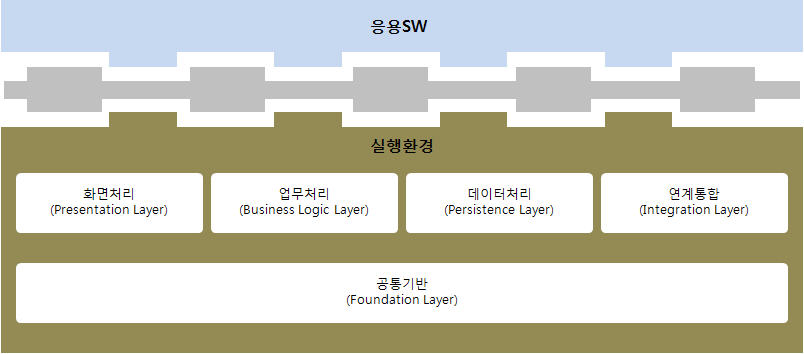 응용SW
실행환경
화면처리
(Presentation Layer)
업무처리
(Business Logic Layer)
데이터처리
(Persistence Layer)
연계통합
(Integration Layer)
공통기반
(Foundation Layer)